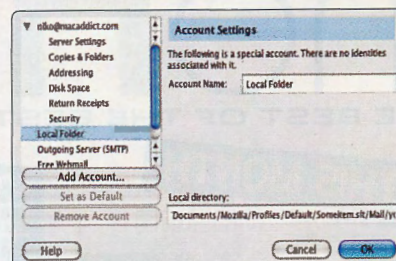 niko@macaddict.com
Server Settings
Copies & Folders
Addressing
Disk Space
Return Receipts
Security
Local Folder
Outgoing Server (SMTP)
Free Webmail
Add Account...
Set as Default
Remove Account
Help
Account Settings
The following is a special account. There are no identities
associated with it.
Account Name: Local Folder
Local directory:
Documents/Mozilla/Profiles/Default/Somekem.slt/Mail/yo
Cancel
OK